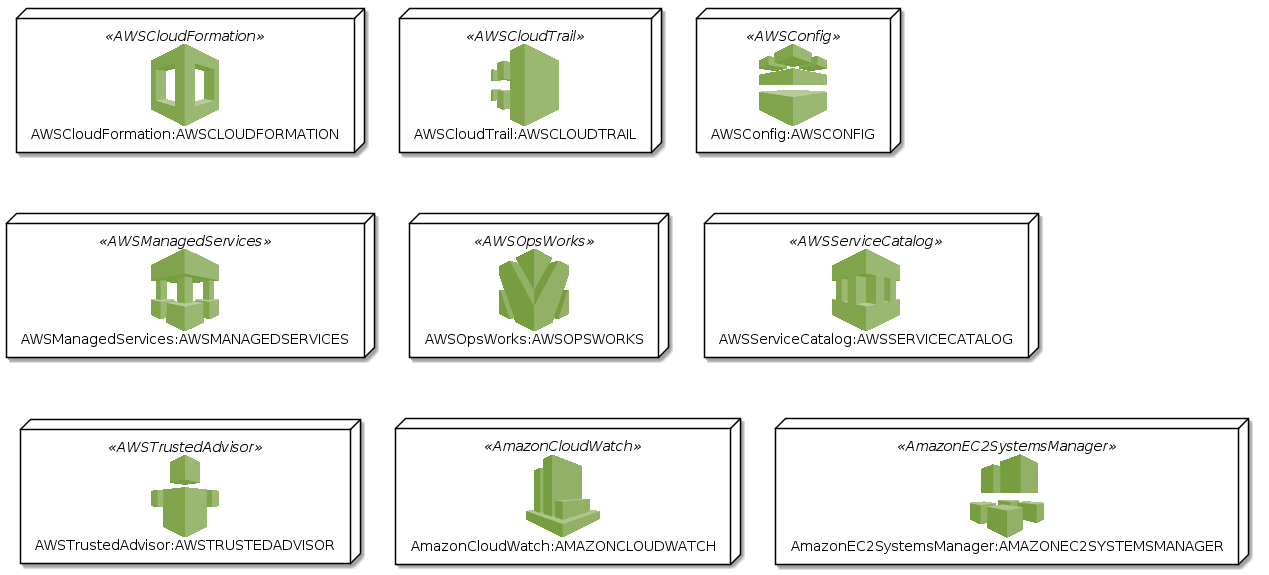 «AWSCloudFormation»
AWSCloudFormation:AWSCLOUDFORMATION
«AWSCloudTrail»
AWSCloudTrail:AWSCLOUDTRAIL
«AWSConfig»
AWSConfig:AWSCONFIG
«AWSManagedServices»
AWSManagedServices:AWSMANAGEDSERVICES
«AWSOpsWorks»
AWSOpsWorks:AWSOPSWORKS
«AWSServiceCatalog»
AWSServiceCatalog:AWSSERVICECATALOG
«AWSTrustedAdvisor»
AWSTrustedAdvisor:AWSTRUSTEDADVISOR
«AmazonCloudWatch»
AmazonCloudWatch:AMAZONCLOUDWATCH
«AmazonEC2SystemsManager»
AmazonEC2SystemsManager:AMAZONEC2SYSTEMSMANAGER